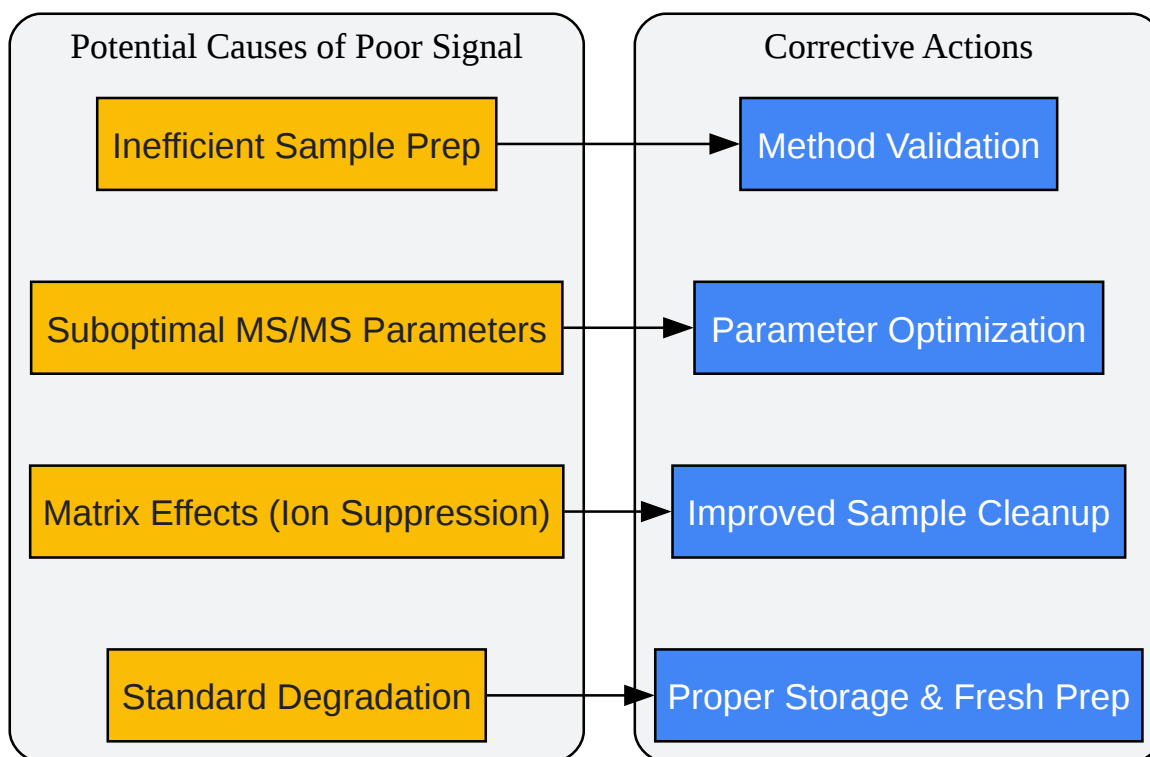 Potential Causes of Poor Signal
Inefficient Sample Prep
Suboptimal MS/MS Parameters
Matrix Effects (Ion Suppression)
Standard Degradation
Corrective Actions
Method Validation
Parameter Optimization
Improved Sample Cleanup
Proper Storage & Fresh Prep